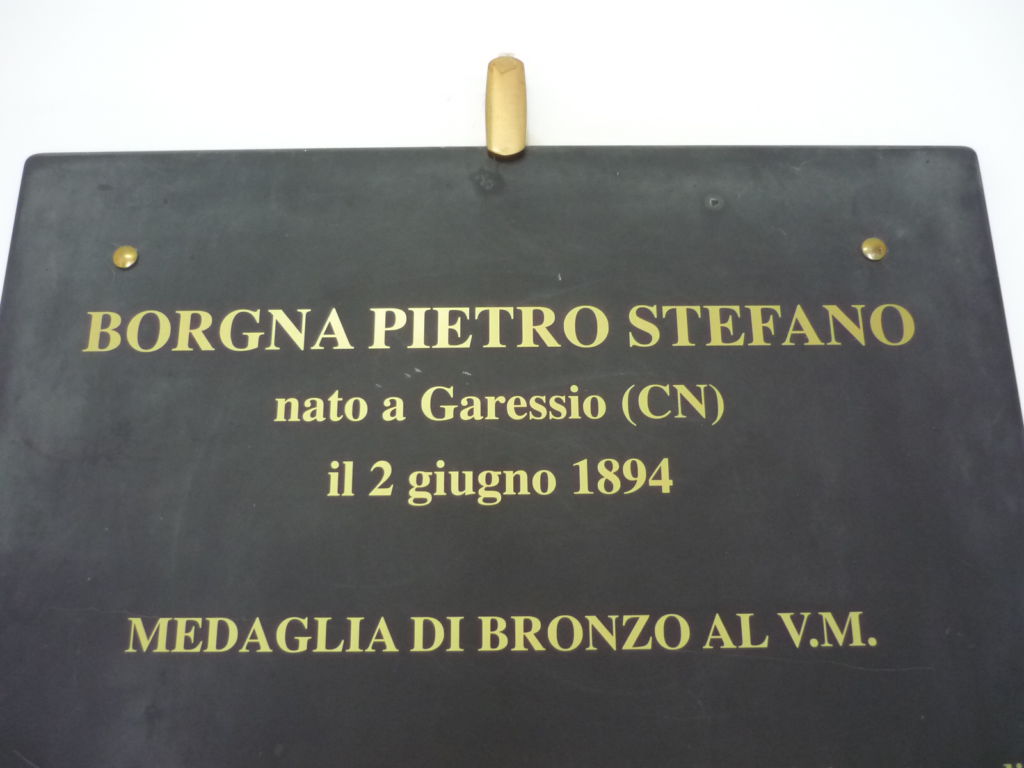 BORGNA PIETRO STEFANO
nato a Garessio (CN)
il 2 giugno 1894
MEDAGLIA DI BRONZO AL V.M.